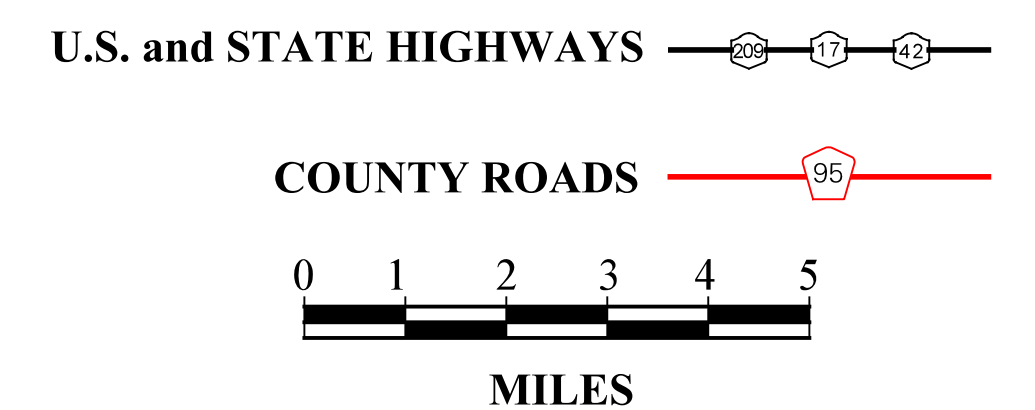 U.S. and STATE HIGHWAYS 209 17 42
COUNTY ROADS 95
0 1 2 3 4 5
MILES